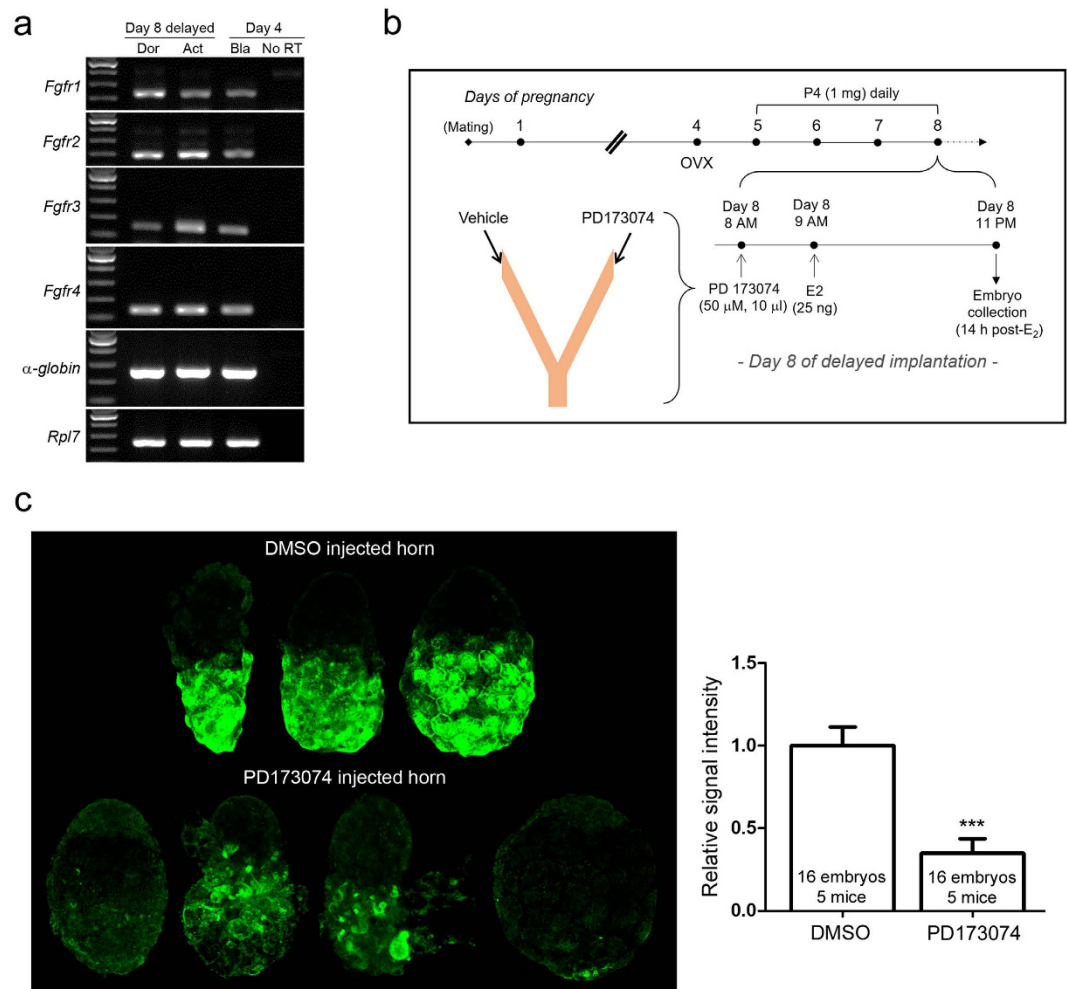 a
Day 8 delayed Day 4
Dor Act Bla No RT
Fgfr1
Fgfr2
Fgfr3
Fgfr4
α-globin
Rpl7
b
P4 (1 mg) daily
Days of pregnancy
(Mating) 1 4 5 6 7 8
OVX
Vehicle PD173074
Day 8
8 AM
Day 8
9 AM
Day 8
11 PM
PD 173074
(50 μM, 10 μl)
E2
(25 ng)
Embryo
collection
(14 h post-E₂)
- Day 8 of delayed implantation -
c
DMSO injected horn
PD173074 injected horn
Relative signal intensity
1.5
1.0
0.5
0.0
***
16 embryos
5 mice
16 embryos
5 mice
DMSO PD173074